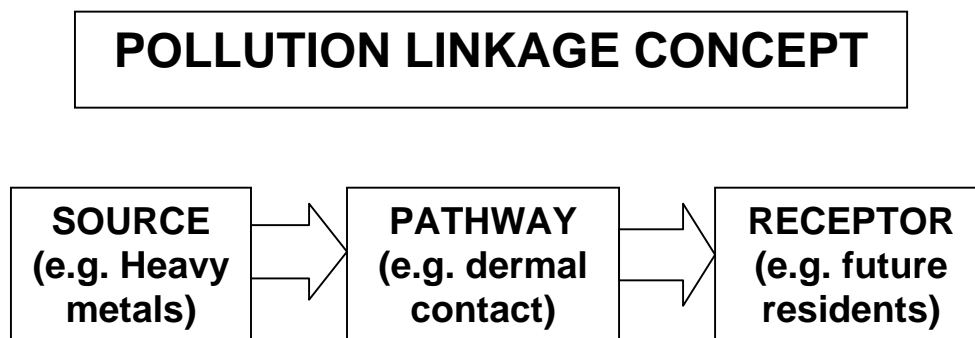 POLLUTION LINKAGE CONCEPT
SOURCE
(e.g. Heavy
metals)
PATHWAY
(e.g. dermal
contact)
RECEPTOR
(e.g. future
residents)